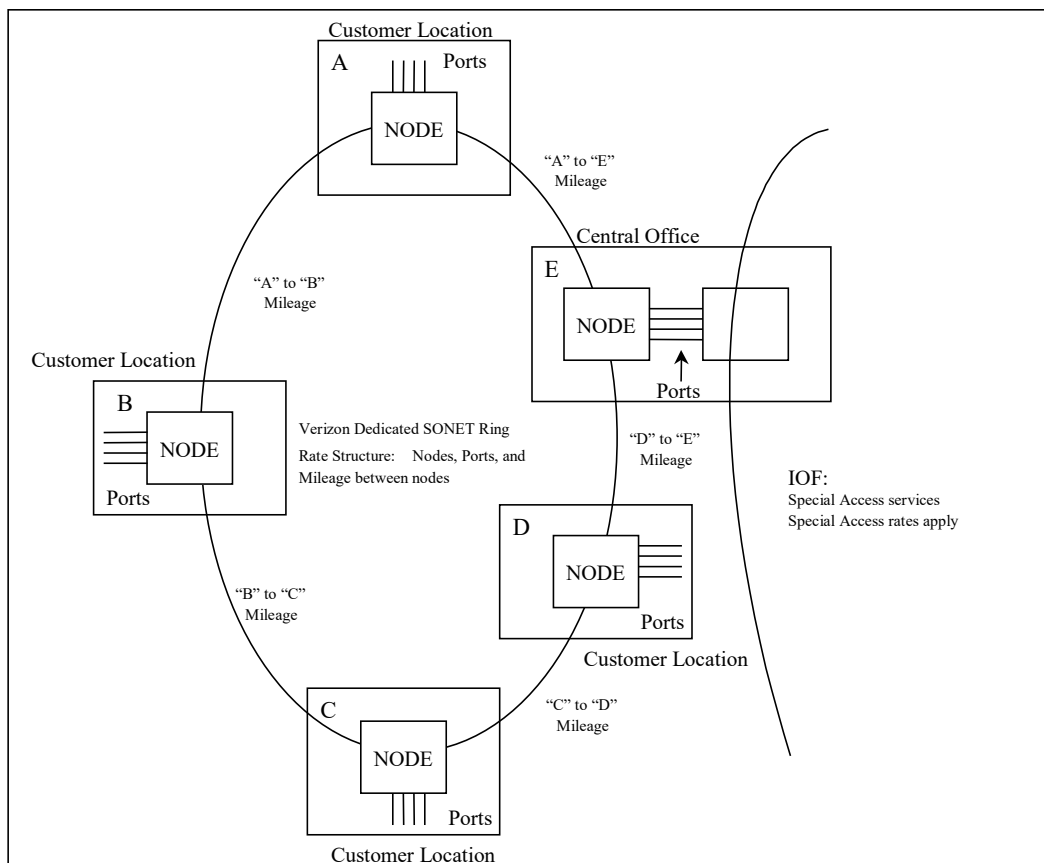 Customer Location
A
Ports
NODE
“A” to “E”
Mileage
Central Office
E
NODE
Ports
“A” to “B”
Mileage
Customer Location
B
NODE
Ports
Verizon Dedicated SONET Ring
Rate Structure: Nodes, Ports, and
Mileage between nodes
“D” to “E”
Mileage
IOF:
Special Access services
Special Access rates apply
D
NODE
Ports
Customer Location
“B” to “C”
Mileage
“C” to “D”
Mileage
C
NODE
Ports
Customer Location